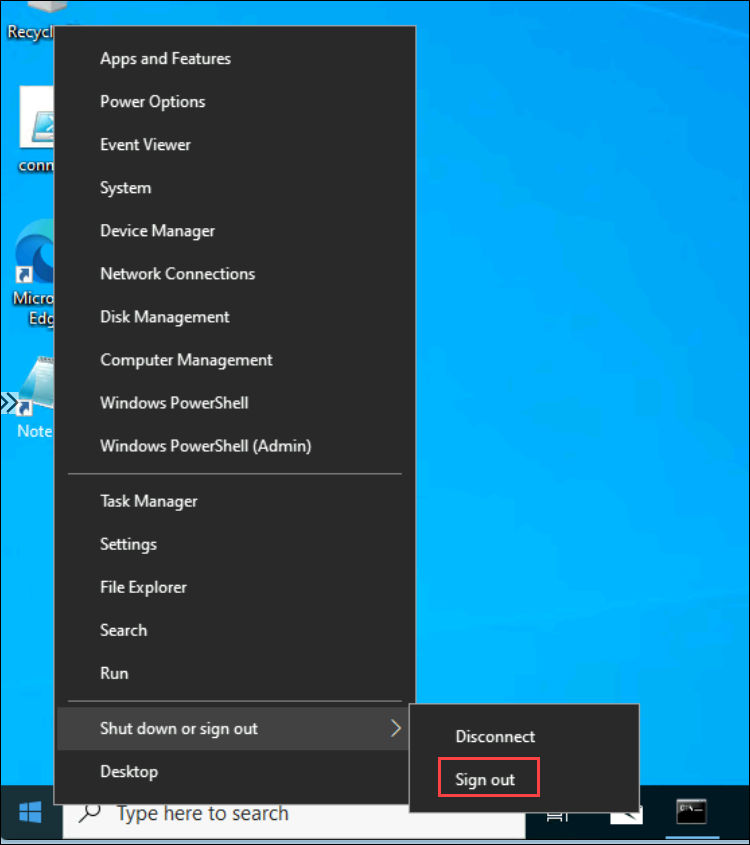 Apps and Features
Power Options
Event Viewer
System
Device Manager
Network Connections
Disk Management
Computer Management
Windows PowerShell
Windows PowerShell (Admin)
Task Manager
Settings
File Explorer
Search
Run
Shut down or sign out
Desktop
Disconnect
Sign out
Recycl
conn
Micro
Edg
Note
Type here to search